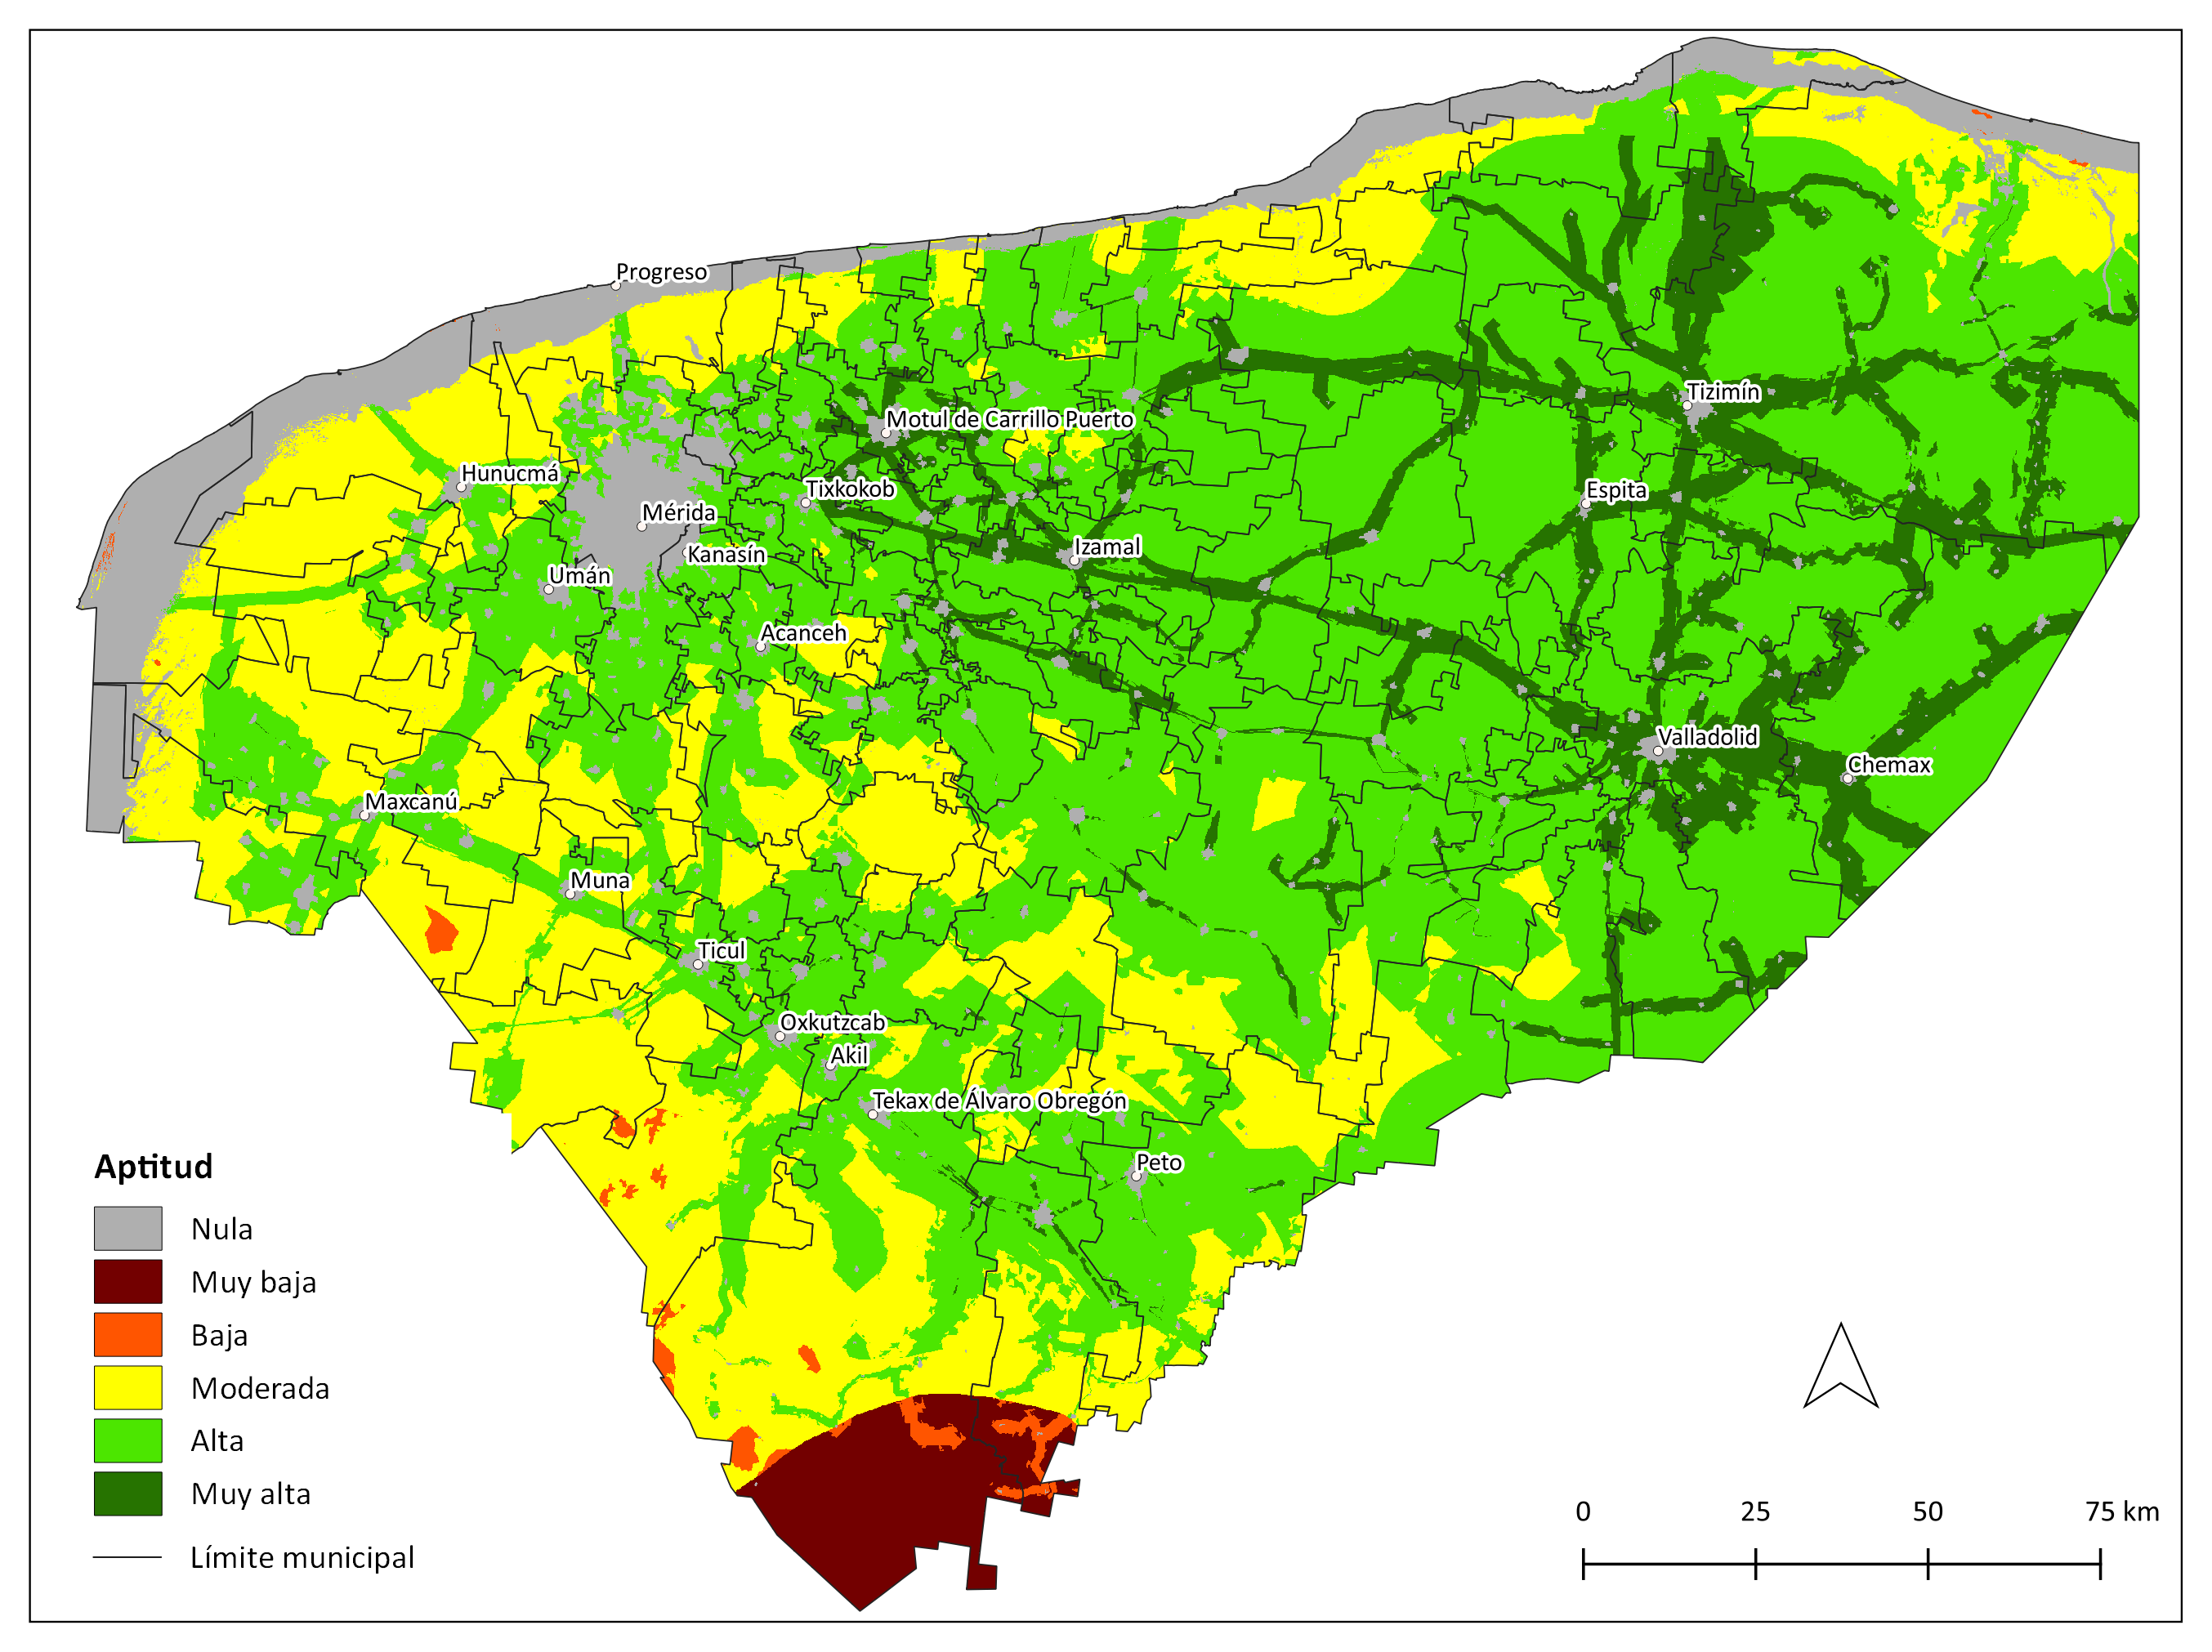 Progreso
Tizimín
Motul de Carrillo Puerto
Hunucmá
Tixkokob
Espita
Mérida
Izamal
Kanasín
Umán
Acanceh
Valladolid
Chemax
Maxcanú
Muna
Ticul
Oxkutzcab
Akil
Tekax de Álvaro Obregón
Peto
Aptitud
Nula
Muy baja
Baja
Moderada
Alta
Muy alta
Límite municipal
0 25 50 75 km